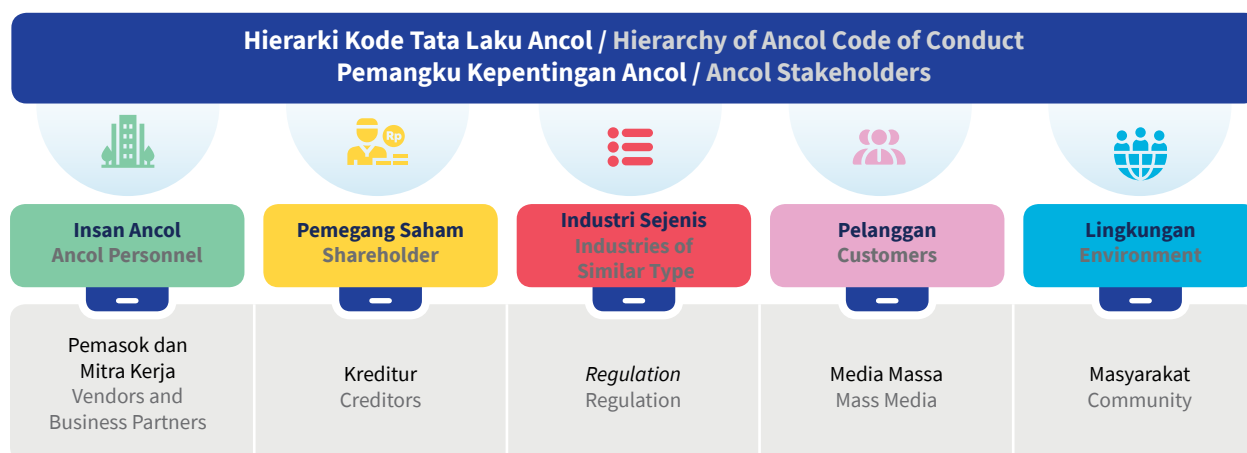 Hierarki Kode Tata Laku Ancol / Hierarchy of Ancol Code of Conduct
Pemangku Kepentingan Ancol / Ancol Stakeholders
Rp
Insan Ancol
Ancol Personnel
Pemegang Saham
Shareholder
Industri Sejenis
Industries of
Similar Type
Pelanggan
Customers
Lingkungan
Environment
Pemasok dan
Mitra Kerja
Vendors and
Business Partners
Kreditur
Creditors
Regulation
Regulation
Media Massa
Mass Media
Masyarakat
Community